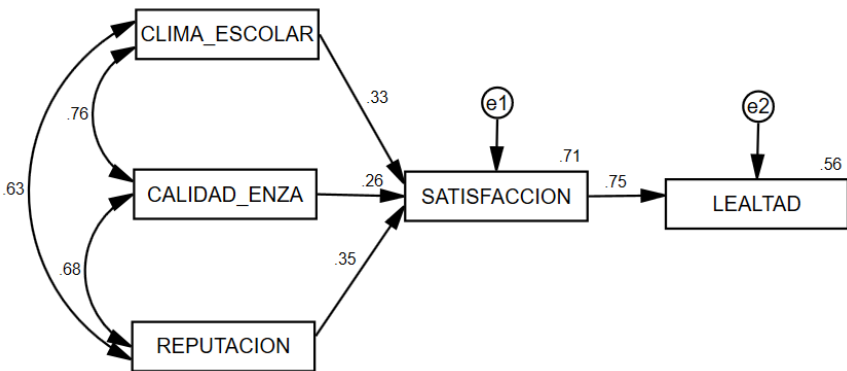 CLIMA_ESCOLAR
.33
e1
e2
.76
.71
.56
.63
CALIDAD_ENZA
.26
SATISFACCION
.75
LEALTAD
.68
.35
REPUTACION